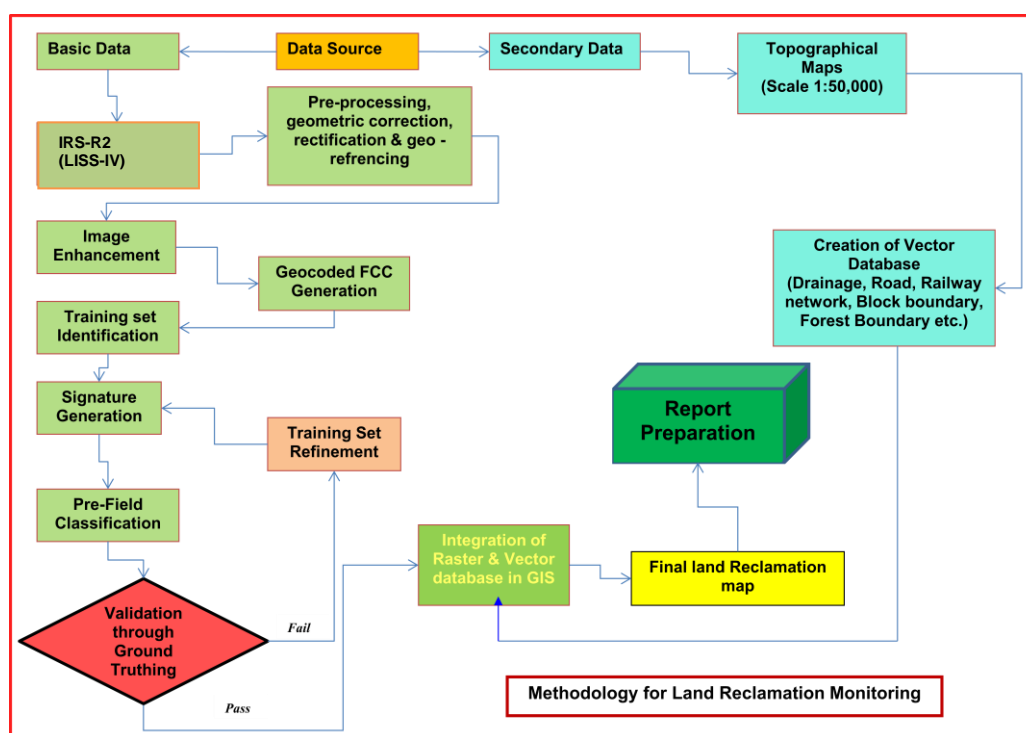 Basic Data
Data Source
Secondary Data
Topographical
Maps
(Scale 1:50,000)
IRS-R2
(LISS-IV)
Pre-processing,
geometric correction,
rectification & geo -
refrencing
Image
Enhancement
Geocoded FCC
Generation
Creation of Vector
Database
(Drainage, Road, Railway
network, Block boundary,
Forest Boundary etc.)
Training set
Identification
Signature
Generation
Training Set
Refinement
Report
Preparation
Pre-Field
Classification
Integration of
Raster & Vector
database in GIS
Final land Reclamation
map
Validation
through
Ground
Truthing
Fail
Pass
Methodology for Land Reclamation Monitoring